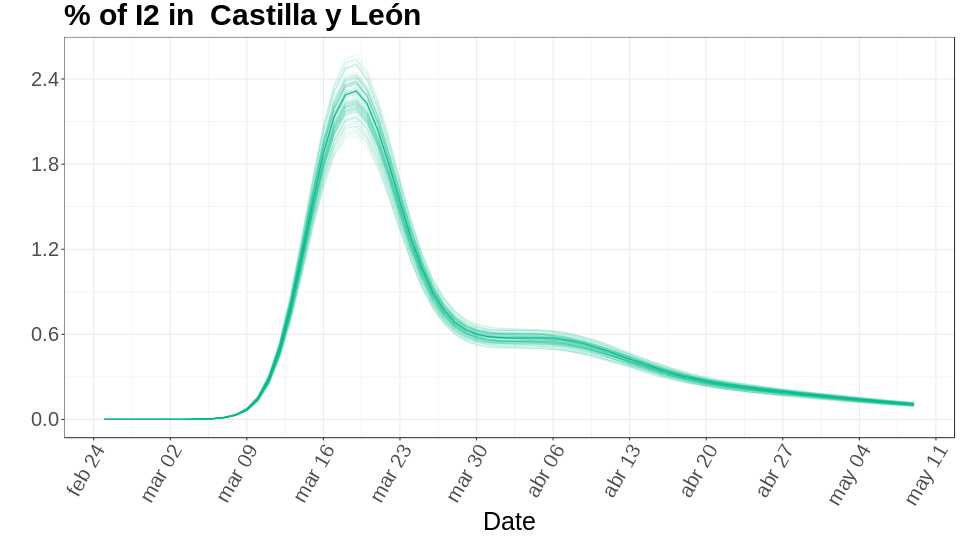 % of I2 in  Castilla y León
2.4
1.8
1.2
0.6
0.0
feb 24
mar 02
mar 09
mar 16
mar 23
mar 30
abr 06
abr 13
abr 20
abr 27
may 04
may 11
Date